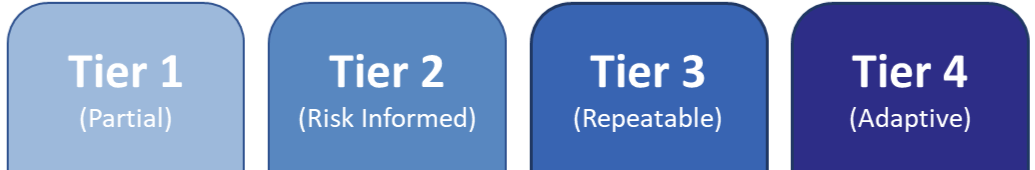 Tier 1
(Partial)
Tier 2
(Risk Informed)
Tier 3
(Repeatable)
Tier 4
(Adaptive)